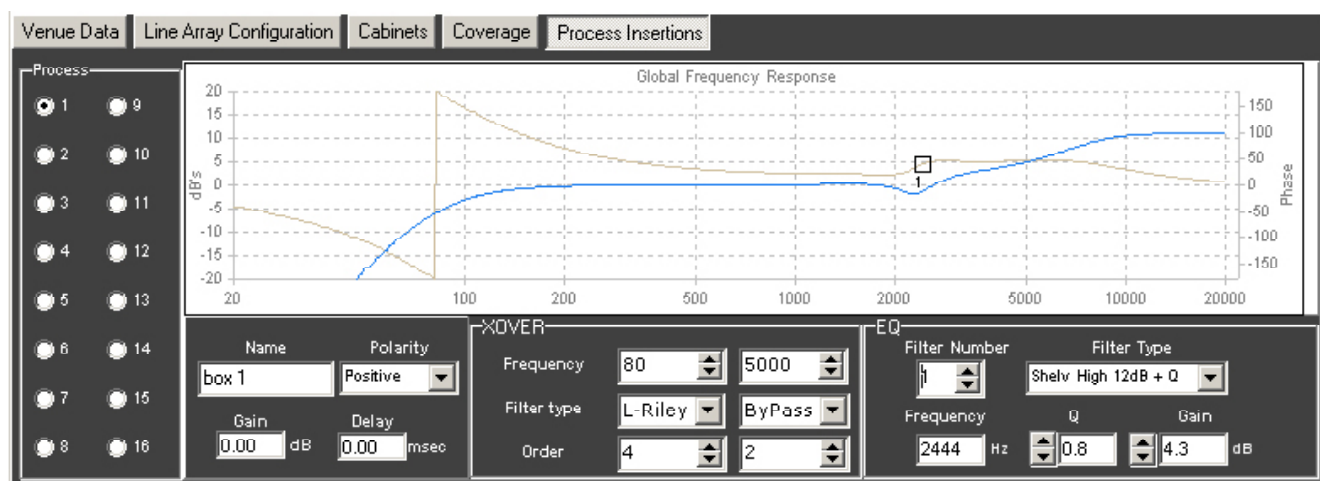 Venue Data Line Array Configuration Cabinets Coverage Process Insertions
Process
1 9
2 10
3 11
4 12
5 13
6 14
7 15
8 16
Global Frequency Response
dB's
20
15
10
5
0
-5
-10
-15
-20
1
20 100 200 500 1000 2000 5000 10000 20000
150
100
50
0
-50
-100
-150
Phase
Name Polarity
box 1 Positive
Gain Delay
0.00 dB 0.00 msec
XOVER
Frequency 80 5000
Filter type L-Riley ByPass
Order 4 2
EQ
Filter Number Filter Type
1 Shelv High 12dB + Q
Frequency Q Gain
2444 Hz 0.8 4.3 dB